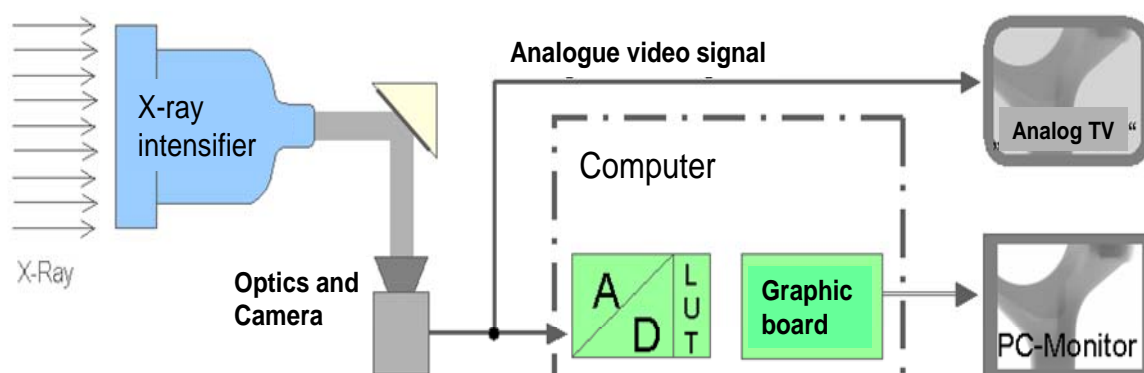 Analogue video signal
X-ray
intensifier
„Analog TV“
Computer
X-Ray
Optics and
Camera
A
D
L
U
T
Graphic
board
PC-Monitor